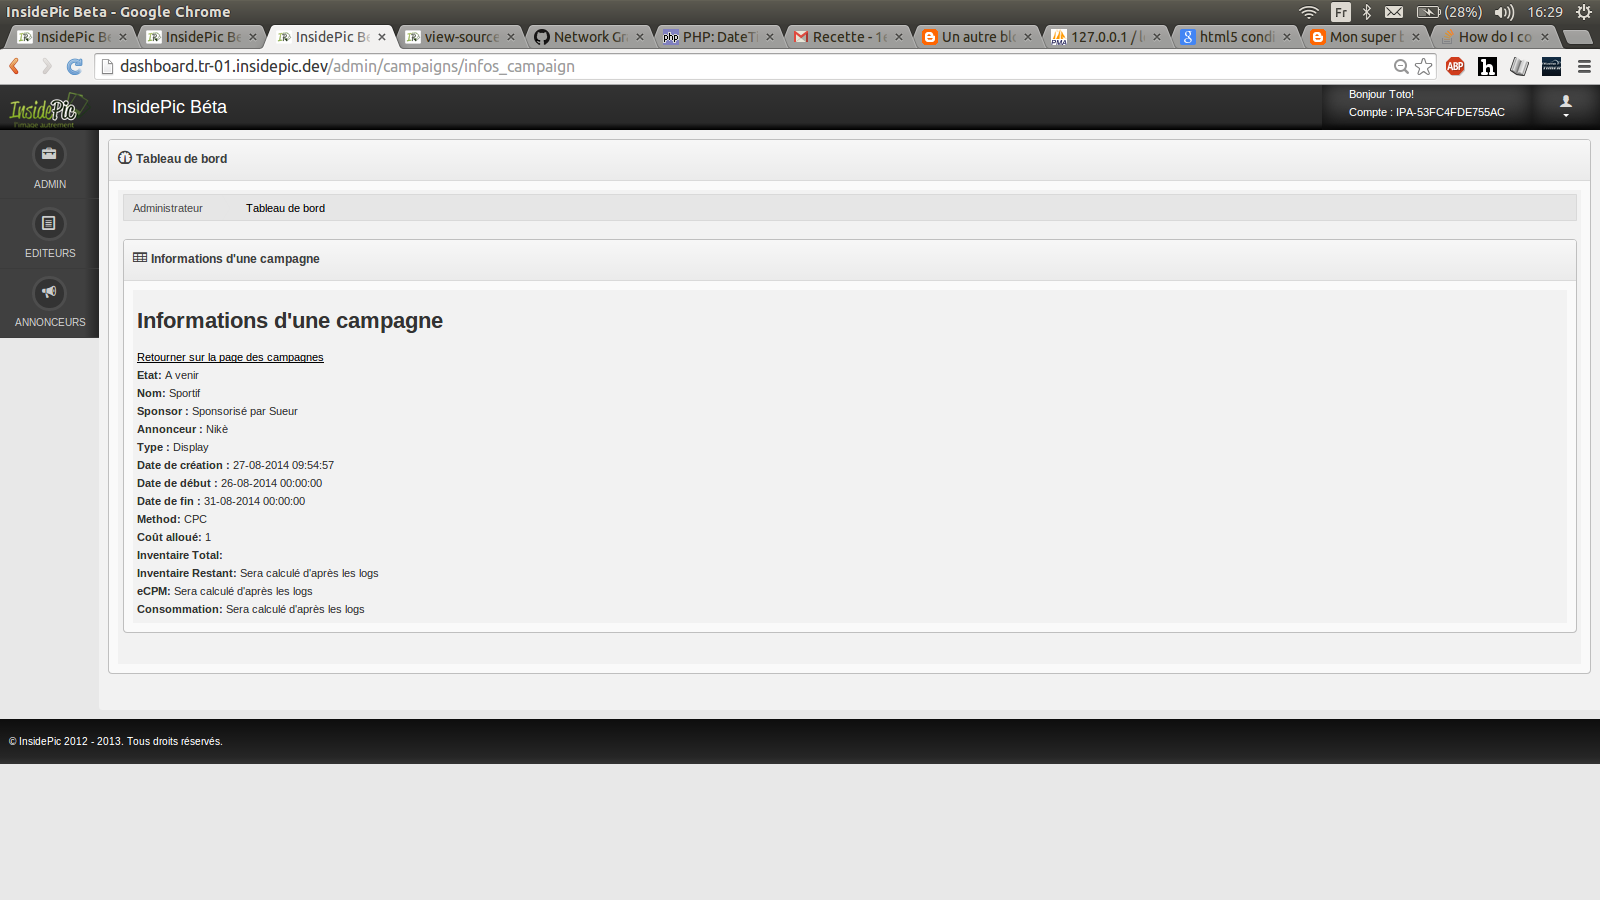 InsidePic Beta - Google Chrome
Fr (28%) 16:29
InsidePic Be InsidePic Be InsidePic Be view-source Network Gra PHP: DateTi Recette - 1e Un autre blo 127.0.0.1 / lo html5 condi Mon super b How do I co
dashboard.tr-01.insidepic.dev/admin/campaigns/infos_campaign
ABP
InsidePic
l'image autrement
InsidePic Béta
Bonjour Toto!
Compte : IPA-53FC4FDE755AC
ADMIN
EDITEURS
ANNONCEURS
Tableau de bord
Administrateur Tableau de bord
Informations d'une campagne
Informations d'une campagne
Retourner sur la page des campagnes
Etat: A venir
Nom: Sportif
Sponsor : Sponsorisé par Sueur
Annonceur : Nikè
Type : Display
Date de création : 27-08-2014 09:54:57
Date de début : 26-08-2014 00:00:00
Date de fin : 31-08-2014 00:00:00
Method: CPC
Coût alloué: 1
Inventaire Total:
Inventaire Restant: Sera calculé d'après les logs
eCPM: Sera calculé d'après les logs
Consommation: Sera calculé d'après les logs
© InsidePic 2012 - 2013. Tous droits réservés.